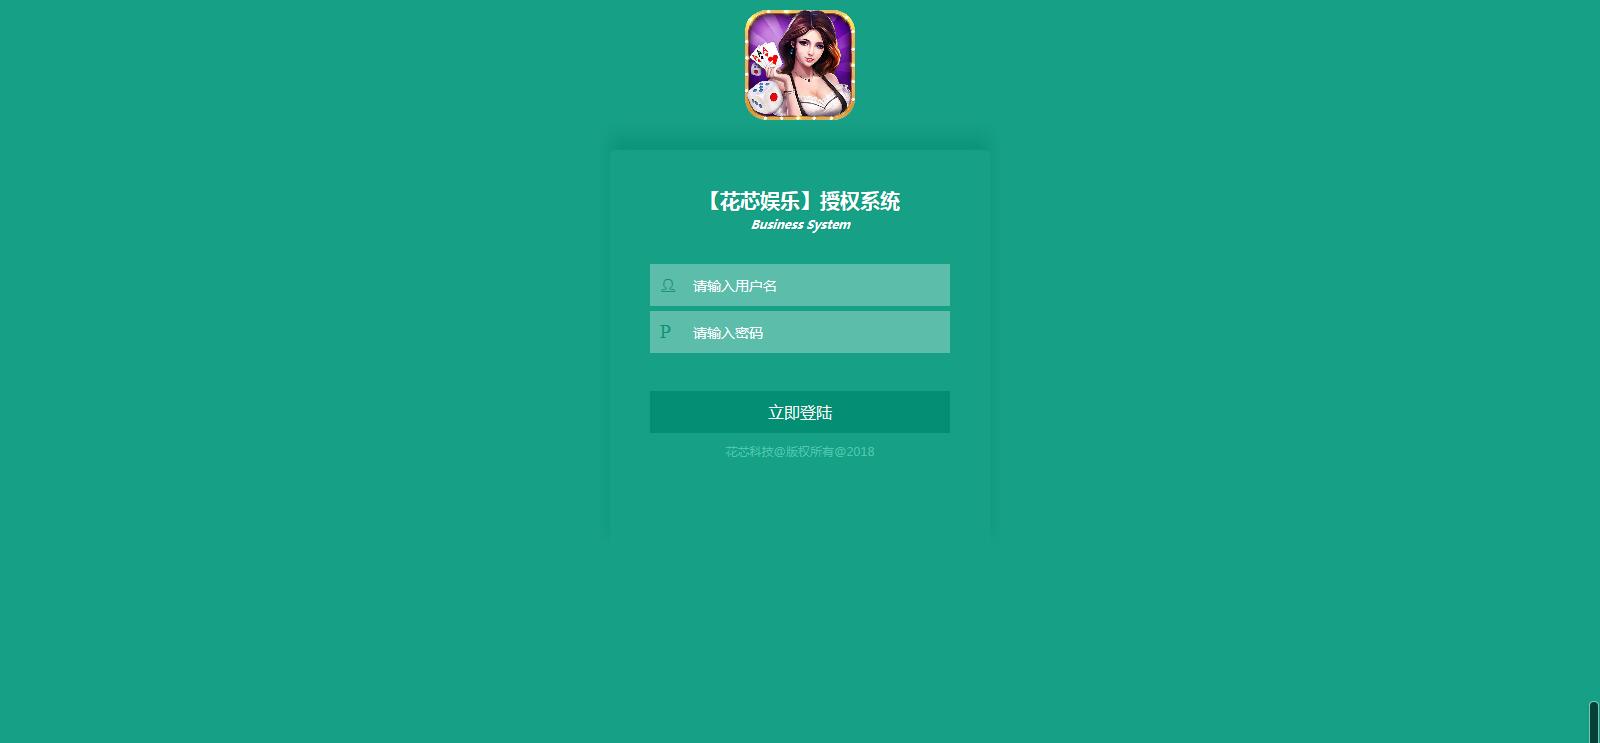 【花芯娱乐】授权系统
Business System
Ω 请输入用户名
P 请输入密码
立即登陆
花芯科技@版权所有@2018